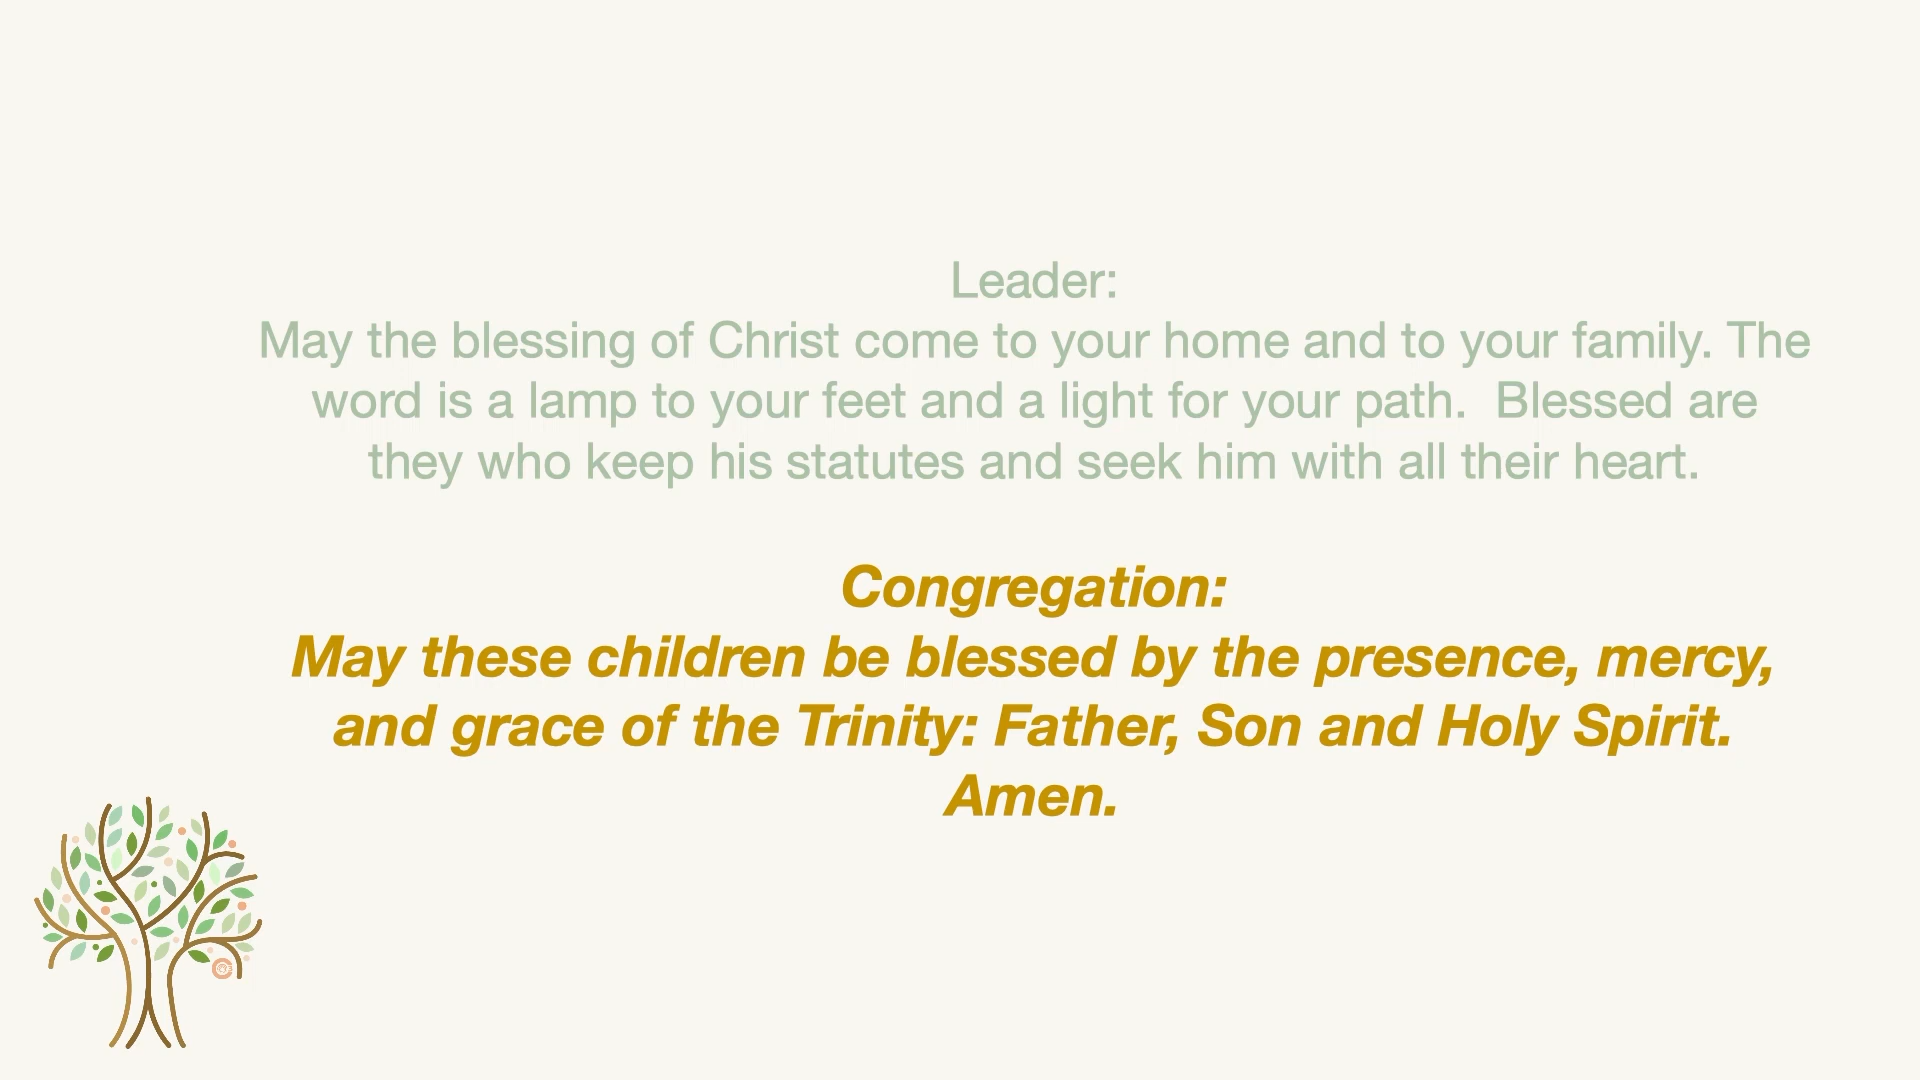 Leader:
May the blessing of Christ come to your home and to your family. The
word is a lamp to your feet and a light for your path.  Blessed are
they who keep his statutes and seek him with all their heart.
Congregation:
May these children be blessed by the presence, mercy,
and grace of the Trinity: Father, Son and Holy Spirit.
Amen.